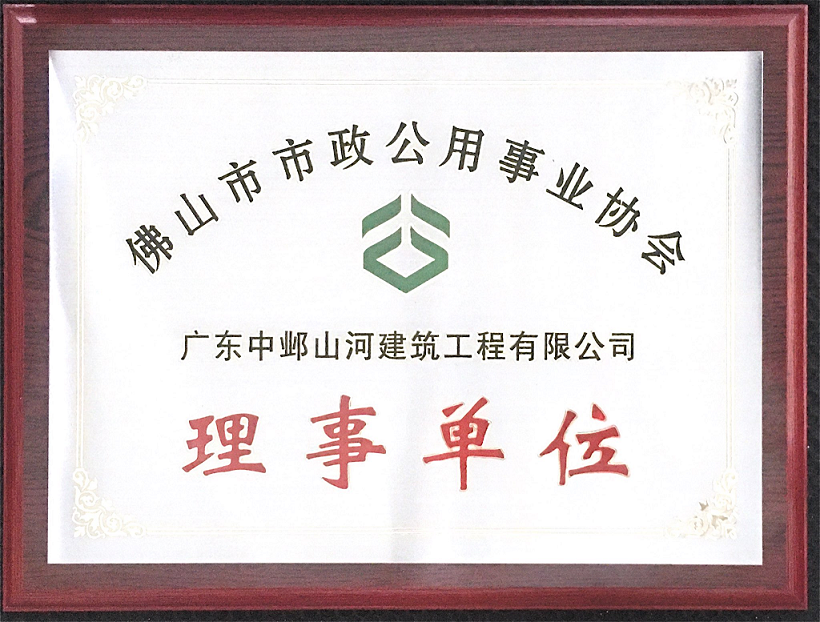 佛山市市政公用事业协会
广东中邺山河建筑工程有限公司
理事单位